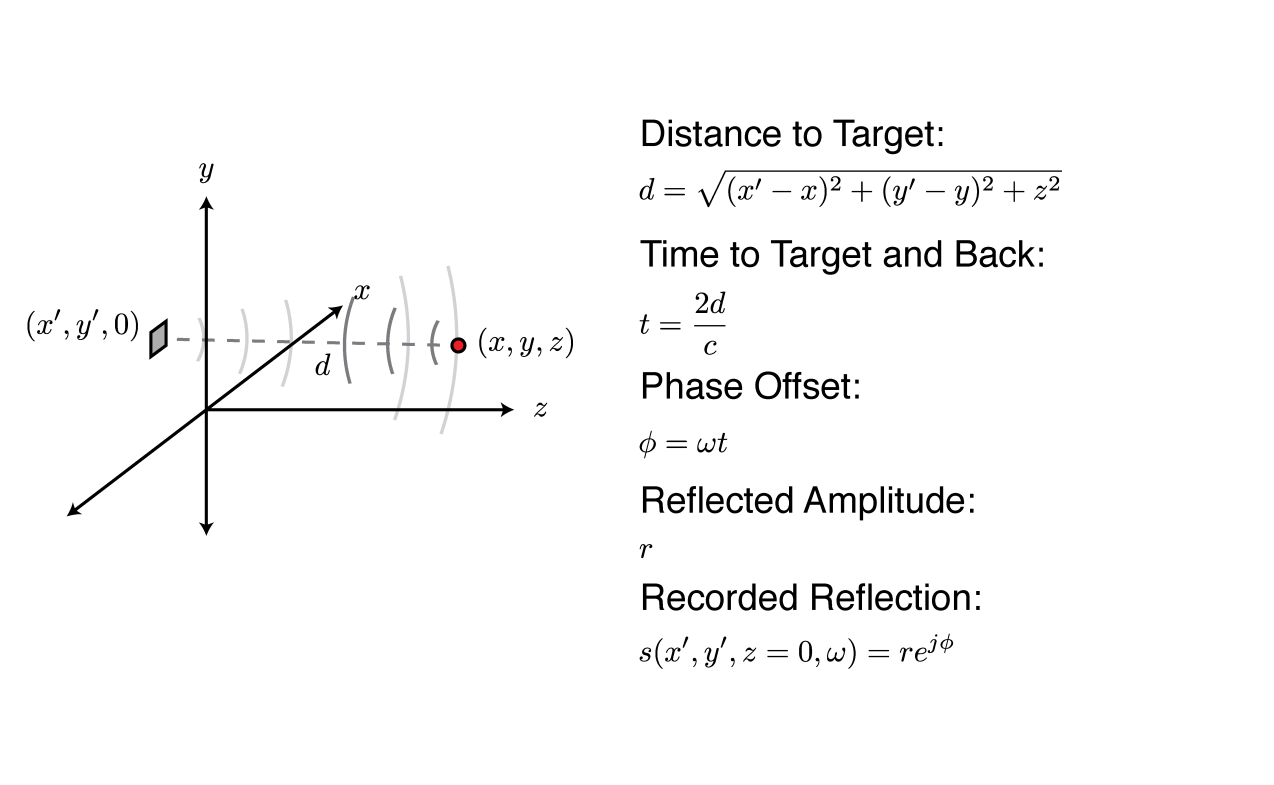 y
x
(x′, y′, 0)
(x, y, z)
d
z
Distance to Target:
d = √(x′ − x)² + (y′ − y)² + z²
Time to Target and Back:
t = 2d/c
Phase Offset:
ϕ = ωt
Reflected Amplitude:
r
Recorded Reflection:
s(x′, y′, z = 0, ω) = re^{jϕ}